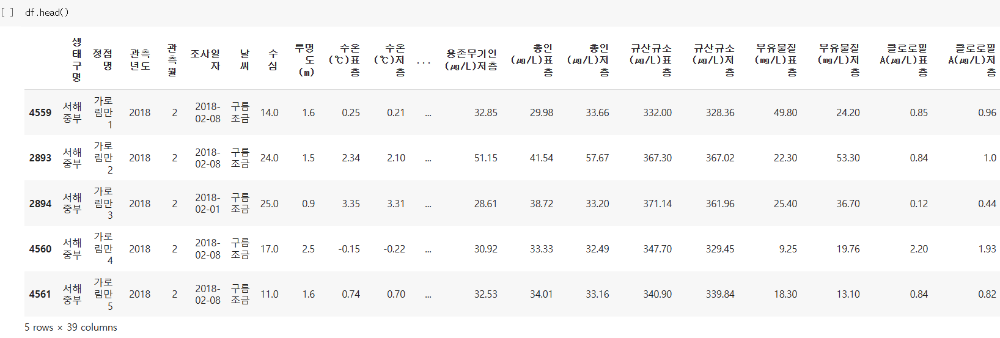 [ ] df.head()
생태구명 정점명 관측년도 관측월 조사일자 날씨 수심 투명도(m) 수온(℃)표층 수온(℃)저층 ... 용존무기인(㎍/L)저층 총인(㎍/L)표층 총인(㎍/L)저층 규산규소(㎍/L)표층 규산규소(㎍/L)저층 부유물질(㎎/L)표층 부유물질(㎎/L)저층 클로로필A(㎍/L)표층 클로로필A(㎍/L)저층
4559 서해중부 가로림만1 2018 2 2018-02-08 구름조금 14.0 1.6 0.25 0.21 ... 32.85 29.98 33.66 332.00 328.36 49.80 24.20 0.85 0.96
2893 서해중부 가로림만2 2018 2 2018-02-08 구름조금 24.0 1.5 2.34 2.10 ... 51.15 41.54 57.67 367.30 367.02 22.30 53.30 0.84 1.0
2894 서해중부 가로림만3 2018 2 2018-02-01 구름조금 25.0 0.9 3.35 3.31 ... 28.61 38.72 33.20 371.14 361.96 25.40 36.70 0.12 0.44
4560 서해중부 가로림만4 2018 2 2018-02-08 구름조금 17.0 2.5 -0.15 -0.22 ... 30.92 33.33 32.49 347.70 329.45 9.25 19.76 2.20 1.93
4561 서해중부 가로림만5 2018 2 2018-02-08 구름조금 11.0 1.6 0.74 0.70 ... 32.53 34.01 33.16 340.90 339.84 18.30 13.10 0.84 0.82
5 rows × 39 columns